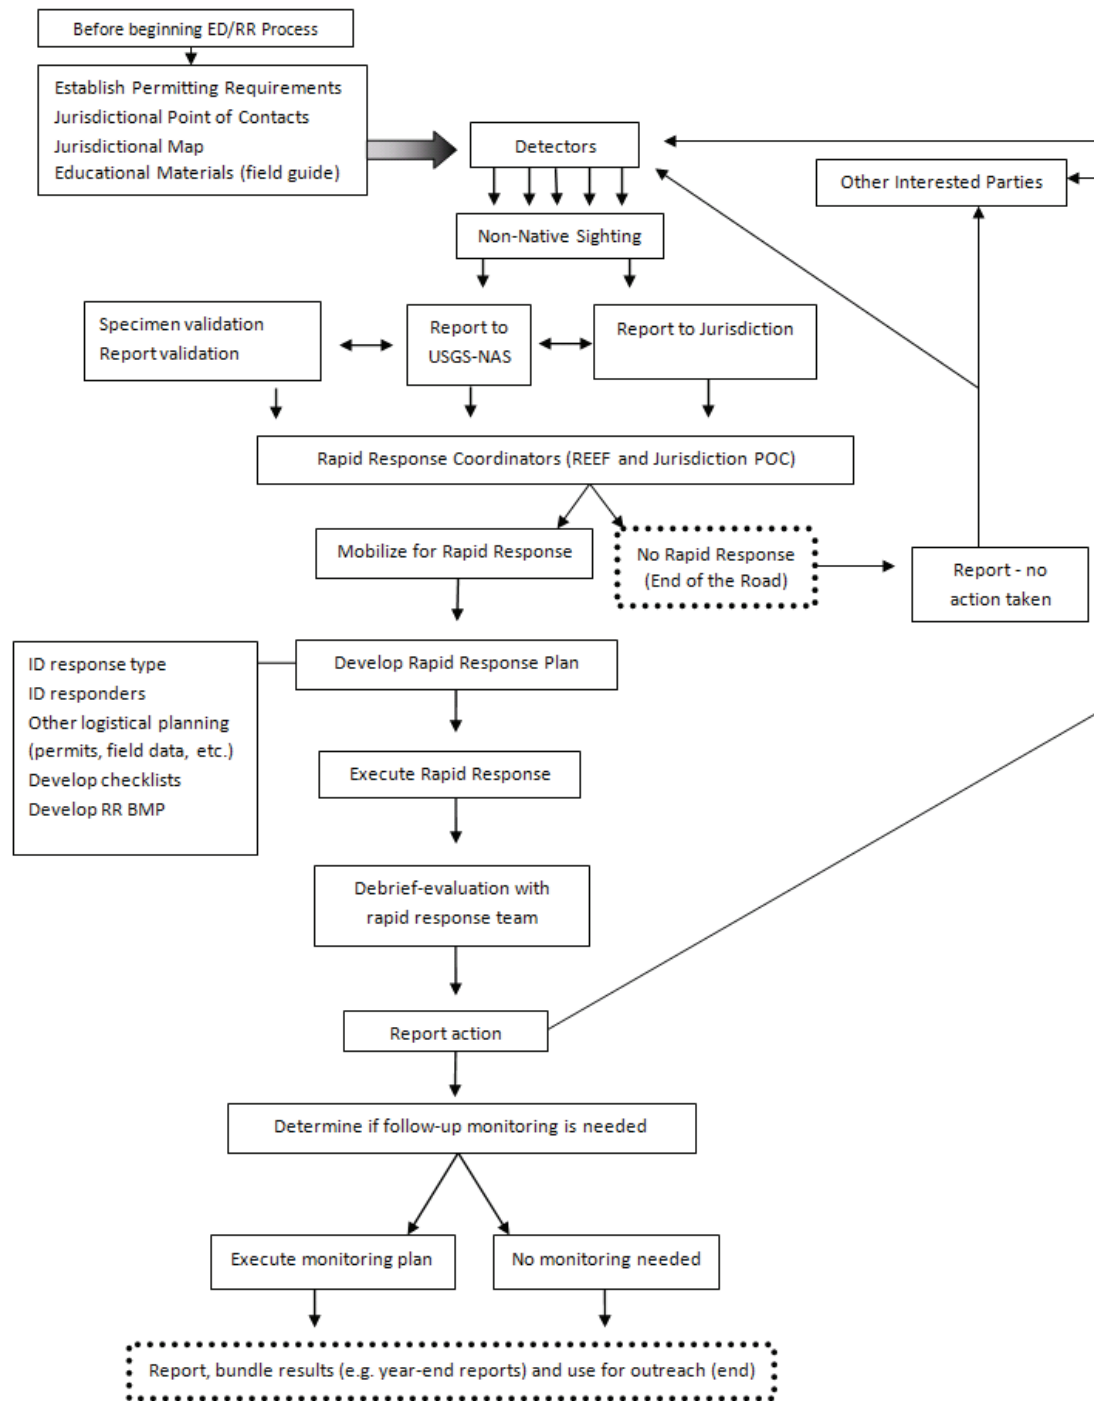 Before beginning ED/RR Process
Establish Permitting Requirements
Jurisdictional Point of Contacts
Jurisdictional Map
Educational Materials (field guide)
Detectors
Other Interested Parties
Non-Native Sighting
Specimen validation
Report validation
Report to
USGS-NAS
Report to Jurisdiction
Rapid Response Coordinators (REEF and Jurisdiction POC)
Mobilize for Rapid Response
No Rapid Response
(End of the Road)
Report - no
action taken
ID response type
ID responders
Other logistical planning
(permits, field data, etc.)
Develop checklists
Develop RR BMP
Develop Rapid Response Plan
Execute Rapid Response
Debrief-evaluation with
rapid response team
Report action
Determine if follow-up monitoring is needed
Execute monitoring plan
No monitoring needed
Report, bundle results (e.g. year-end reports) and use for outreach (end)